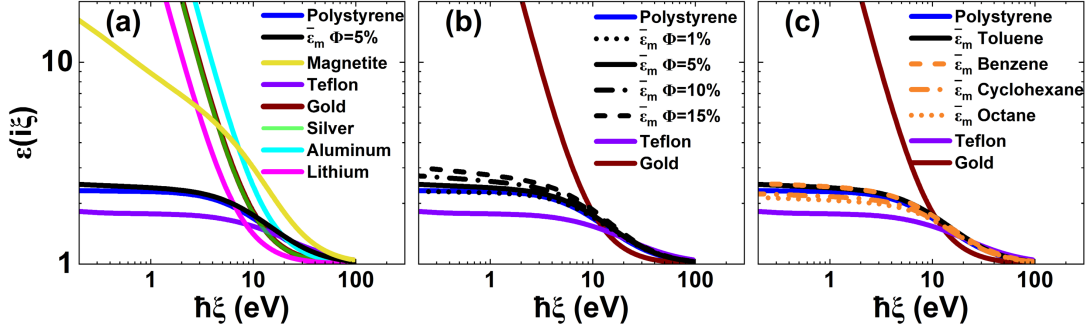 (a)
Polystyrene
ε̄m Φ=5%
Magnetite
Teflon
Gold
Silver
Aluminum
Lithium
(b)
Polystyrene
ε̄m Φ=1%
ε̄m Φ=5%
ε̄m Φ=10%
ε̄m Φ=15%
Teflon
Gold
(c)
Polystyrene
ε̄m Toluene
ε̄m Benzene
ε̄m Cyclohexane
ε̄m Octane
Teflon
Gold
ε(iξ)
10
1
1 10 100
1 10 100
1 10 100
ħξ (eV)
ħξ (eV)
ħξ (eV)